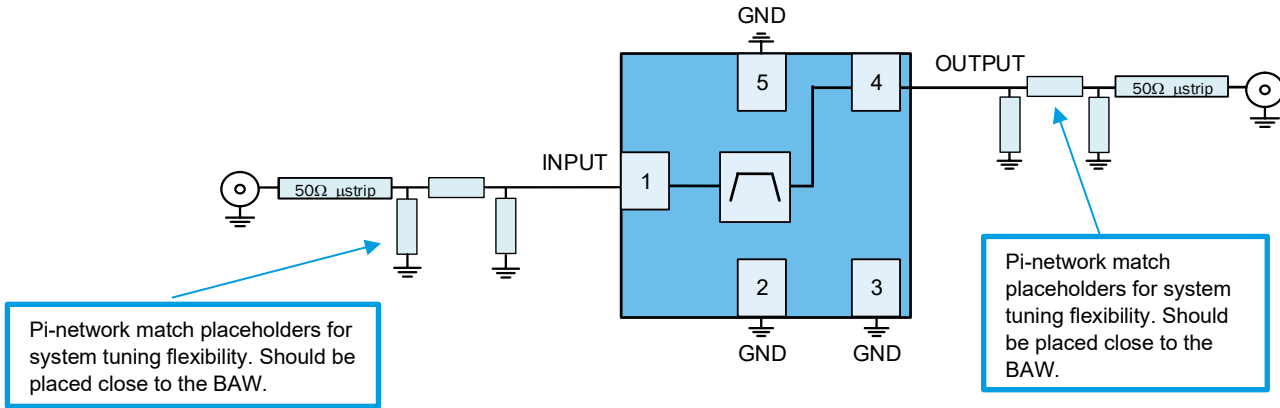 GND
5
4
OUTPUT
50Ω µstrip
INPUT
1
50Ω µstrip
2
3
GND
GND
Pi-network match placeholders for
system tuning flexibility. Should be
placed close to the BAW.
Pi-network match
placeholders for system
tuning flexibility. Should
be placed close to the
BAW.